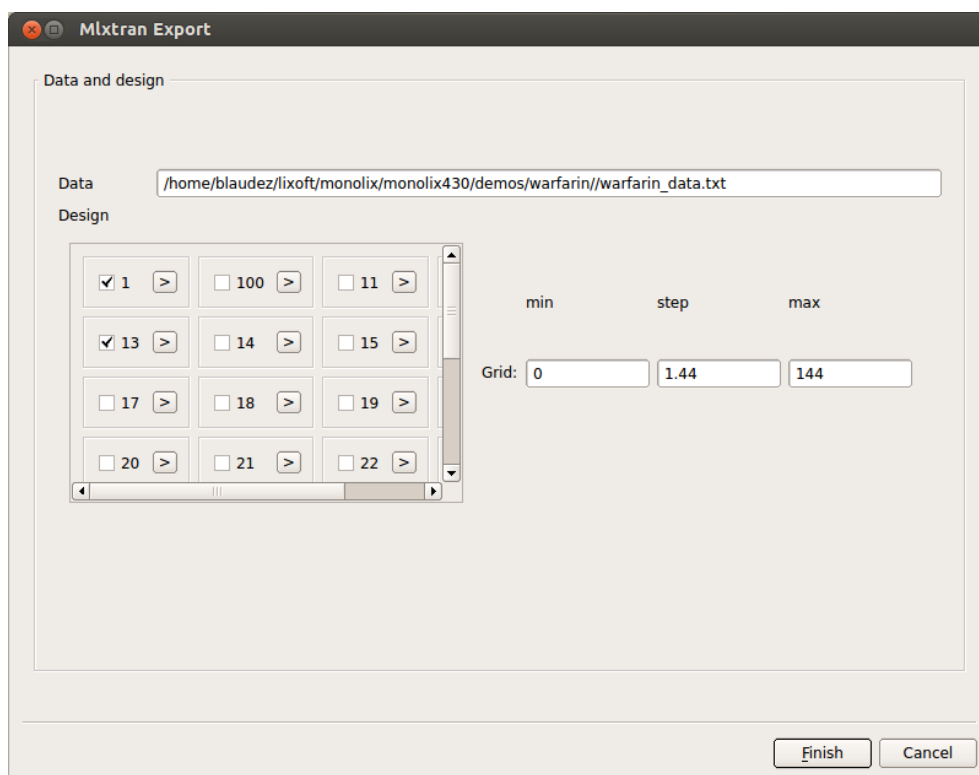 Mlxtran Export
Data and design
Data /home/blaudez/lixoft/monolix/monolix430/demos/warfarin//warfarin_data.txt
Design
1 > 100 > 11 >
min step max
13 > 14 > 15 >
Grid: 0 1.44 144
17 > 18 > 19 >
20 > 21 > 22 >
Finish Cancel